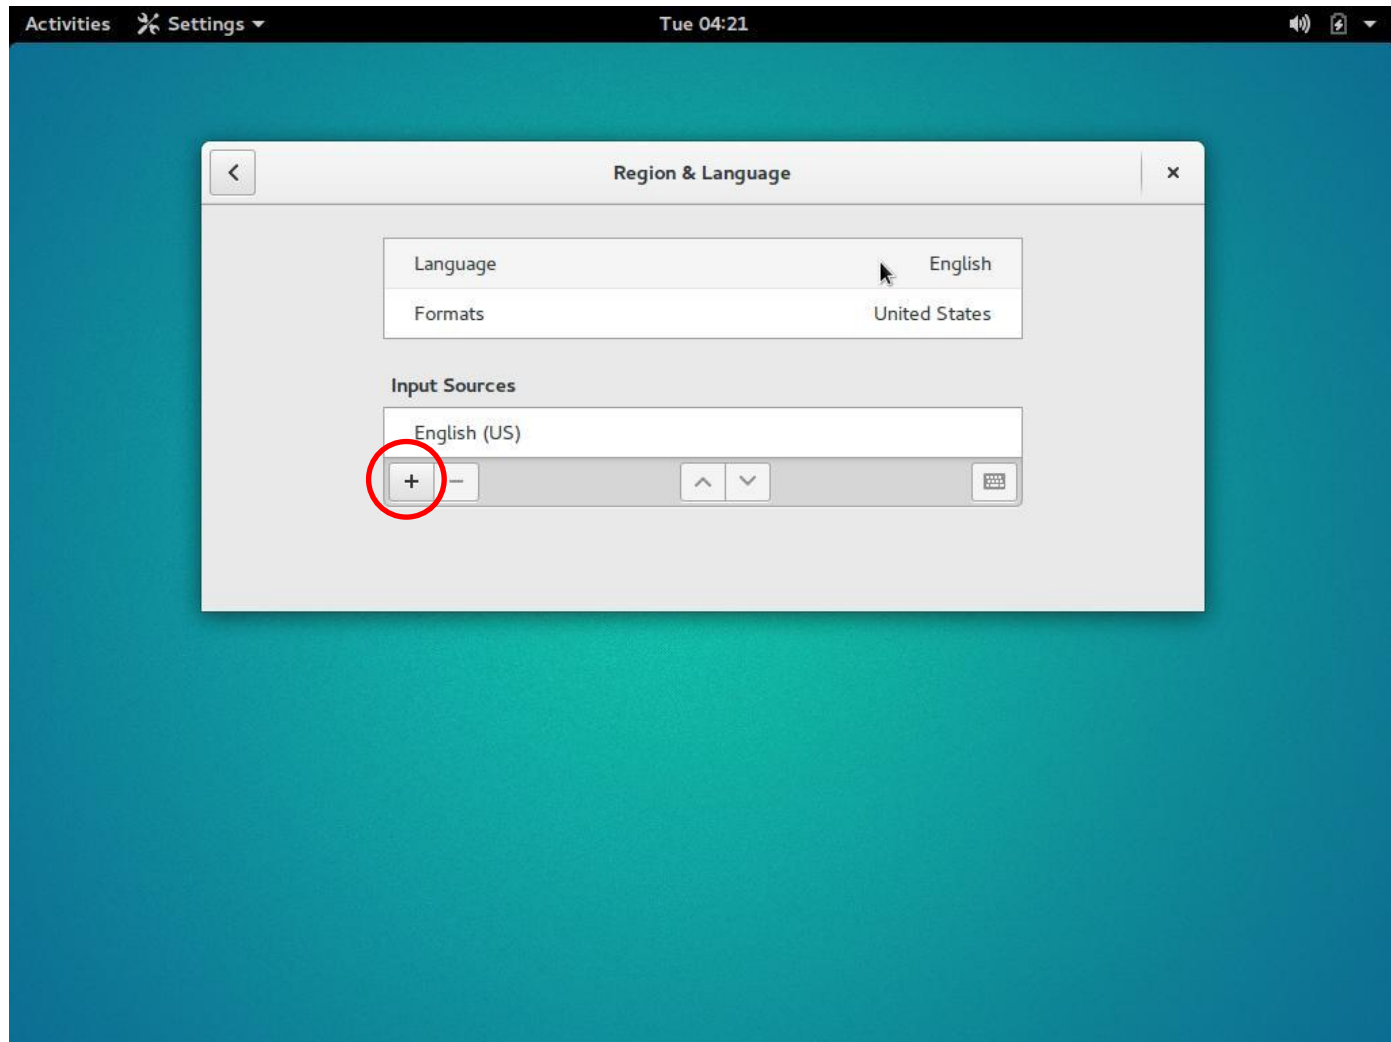 Activities Settings Tue 04:21
Region & Language
Language English
Formats United States
Input Sources
English (US)